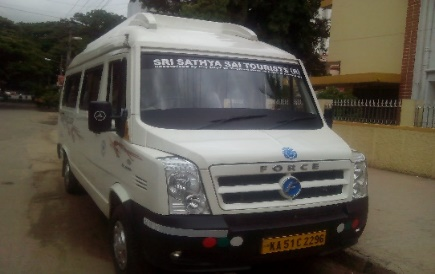 SRI SATHYA SAI TOURISTS (R)
FORCE
KA 51 C 2296